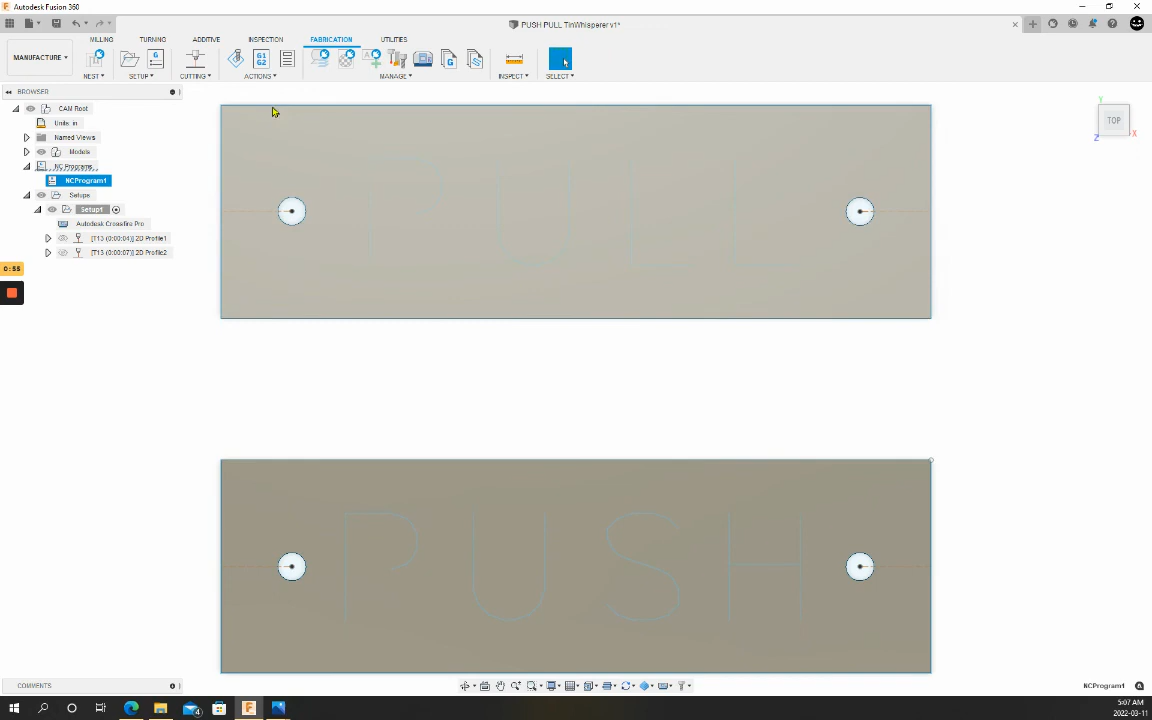 Autodesk Fusion 360
PUSH PULL TinWhisperer v1*
MANUFACTURE
MILLING TURNING ADDITIVE INSPECTION FABRICATION UTILITIES
NEST SETUP CUTTING ACTIONS MANAGE INSPECT SELECT
G1
G2
BROWSER
CAM Root
Units: in
Named Views
Models
NC Programs
NCProgram1
Setups
Setup1
Autodesk Crossfire Pro
[T13 (0:00:04)] 2D Profile1
[T13 (0:00:07)] 2D Profile2
0:55
TOP
X
Y
Z
PULL
PUSH
COMMENTS
NCProgram1
4
5:07 AM
2022-03-11